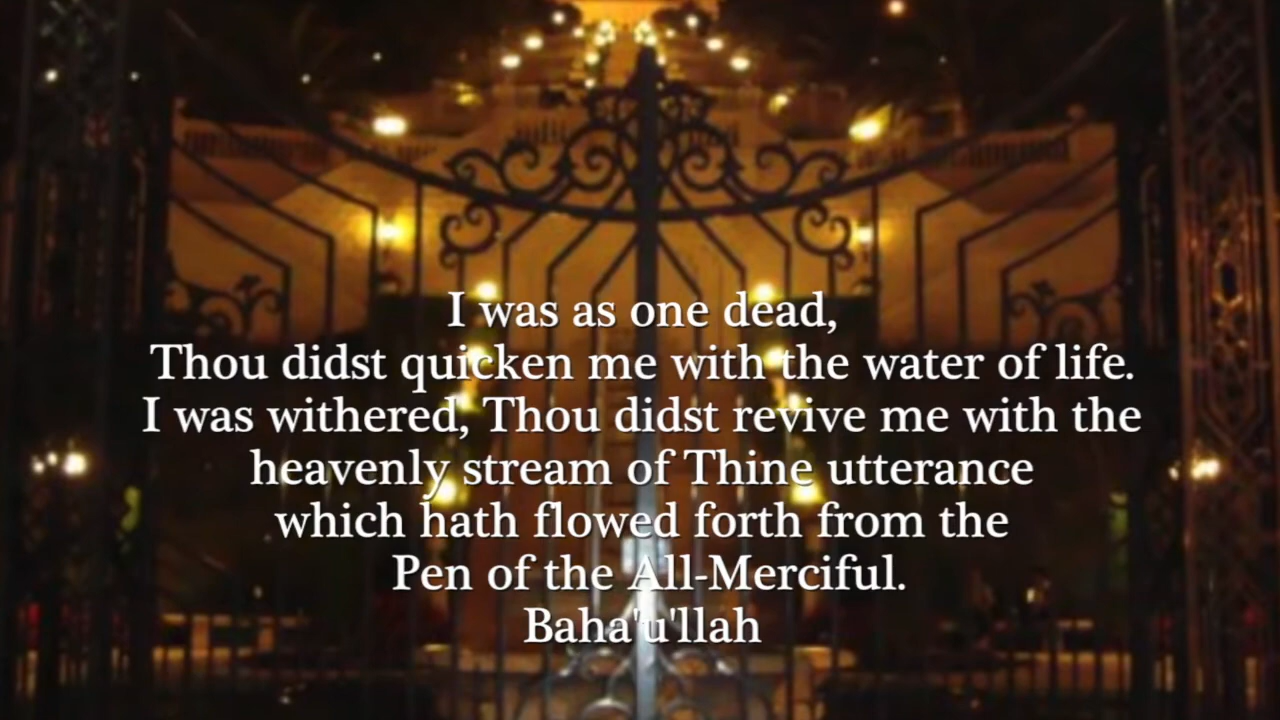 I was as one dead,
Thou didst quicken me with the water of life.
I was withered, Thou didst revive me with the
heavenly stream of Thine utterance
which hath flowed forth from the
Pen of the All-Merciful.
Baha'u'llah